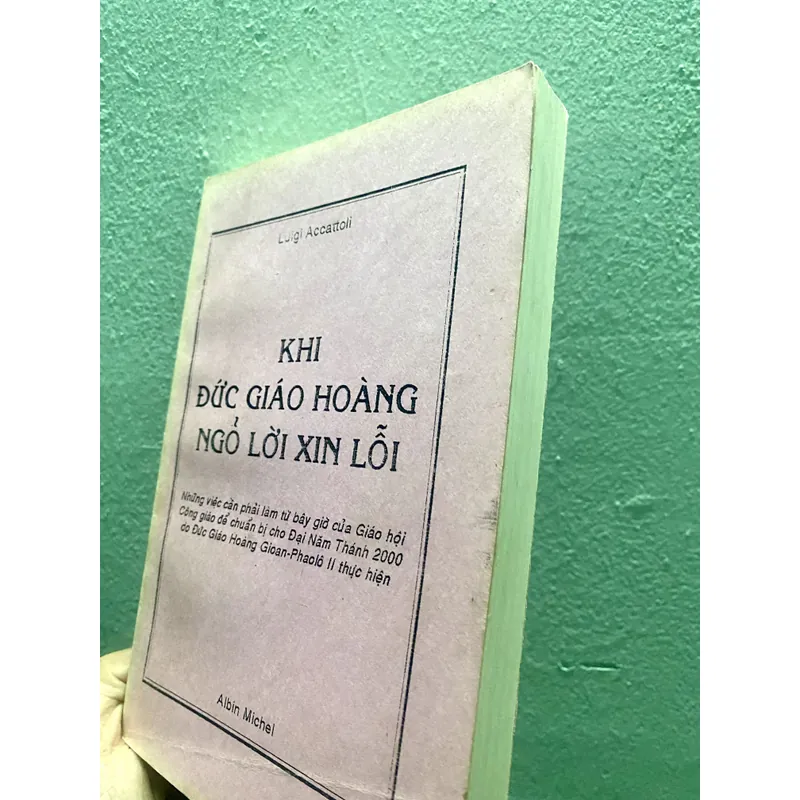 Luigi Accattoli
KHI
ĐỨC GIÁO HOÀNG
NGỎ LỜI XIN LỖI
Những việc cần phải làm từ bây giờ của Giáo hội
Công giáo để chuẩn bị cho Đại Năm Thánh 2000
do Đức Giáo Hoàng Gioan-Phaolô II thực hiện
Albin Michel